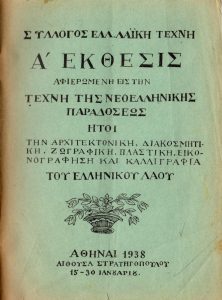 ΣΥΛΛΟΓΟΣ ΕΛΛ. ΛΑΪΚΗ ΤΕΧΝΗ
Α΄ ΕΚΘΕΣΙΣ
ΑΦΙΕΡΩΜΕΝΗ ΕΙΣ ΤΗΝ
ΤΕΧΝΗ ΤΗΣ ΝΕΟΕΛΛΗΝΙΚΗΣ
ΠΑΡΑΔΟΣΕΩΣ
ΗΤΟΙ
ΤΗΝ ΑΡΧΙΤΕΚΤΟΝΙΚΗ, ΔΙΑΚΟΣΜΗΤΙ-
ΚΗ, ΖΩΓΡΑΦΙΚΗ, ΠΛΑΣΤΙΚΗ, ΕΙΚΟ-
ΝΟΓΡΑΦΗΣΗ ΚΑΙ ΚΑΛΛΙΓΡΑΦΙΑ
ΤΟΥ ΕΛΛΗΝΙΚΟΥ ΛΑΟΥ
ΑΘΗΝΑΙ 1938
ΑΙΘΟΥΣΑ ΣΤΡΑΤΗΓΟΠΟΥΛΟΥ
15-30 ΙΑΝΟΥΑΡΙΟΥ.